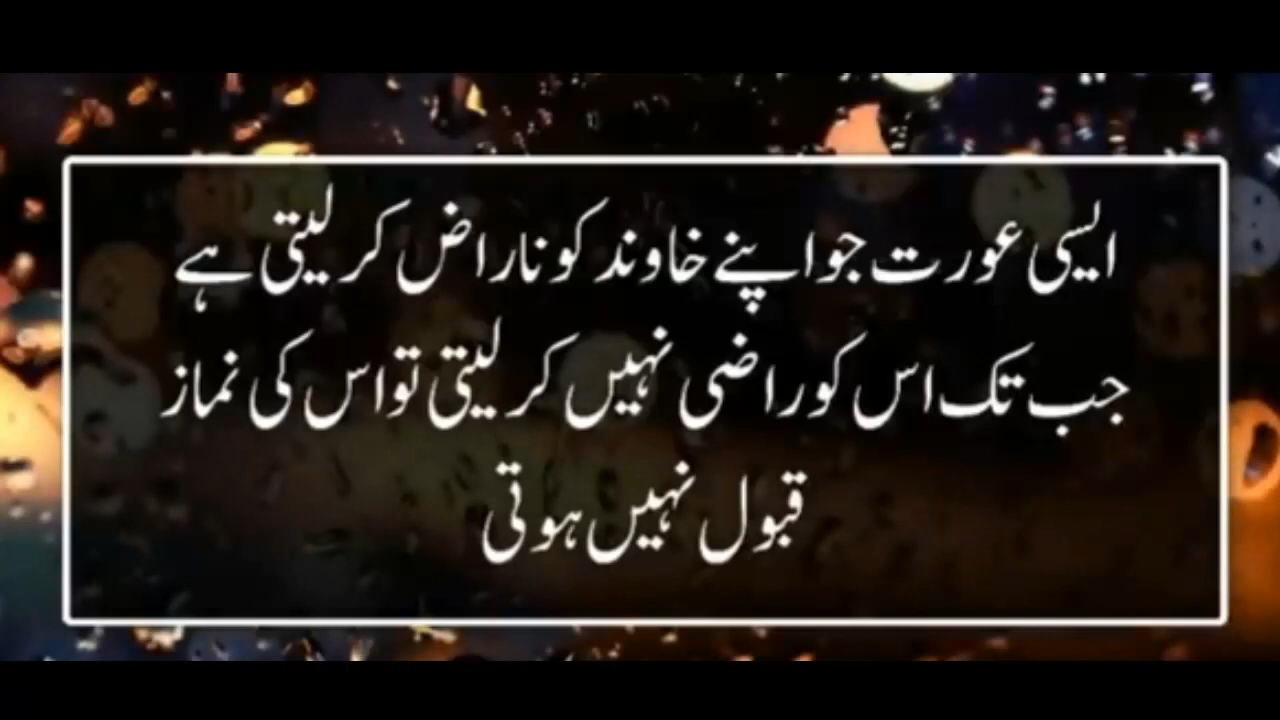 ایسی عورت جو اپنے خاوند کو ناراض کر لیتی ہے
جب تک اس کو راضی نہیں کر لیتی تو اس کی نماز
قبول نہیں ہوتی